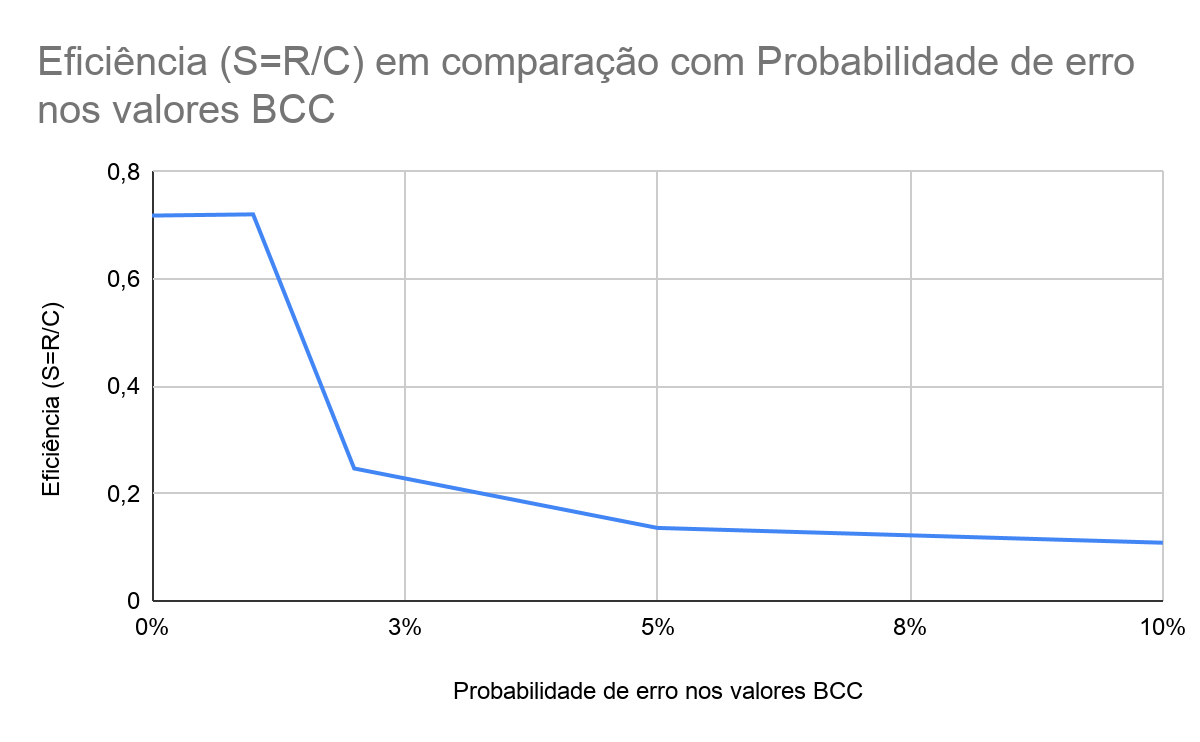 Eficiência (S=R/C) em comparação com Probabilidade de erro
nos valores BCC
0,8
0,6
0,4
0,2
0
Eficiência (S=R/C)
0%
3%
5%
8%
10%
Probabilidade de erro nos valores BCC